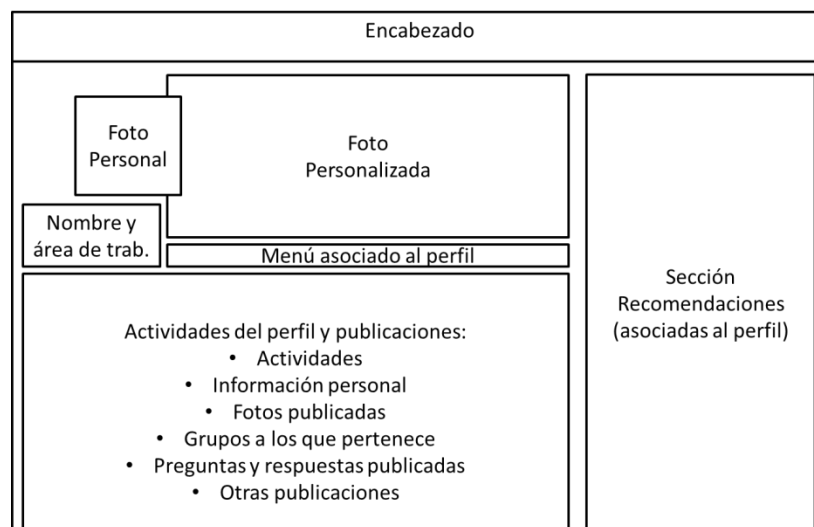 Encabezado
Foto
Personal
Foto
Personalizada
Nombre y
área de trab.
Menú asociado al perfil
Sección
Recomendaciones
(asociadas al perfil)
Actividades del perfil y publicaciones:
• Actividades
• Información personal
• Fotos publicadas
• Grupos a los que pertenece
• Preguntas y respuestas publicadas
• Otras publicaciones